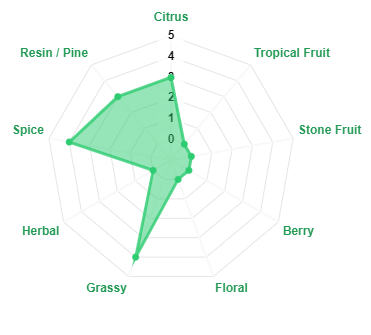 Citrus
5
Resin / Pine
Tropical Fruit
4
3
2
Spice
Stone Fruit
1
0
Herbal
Berry
Grassy
Floral